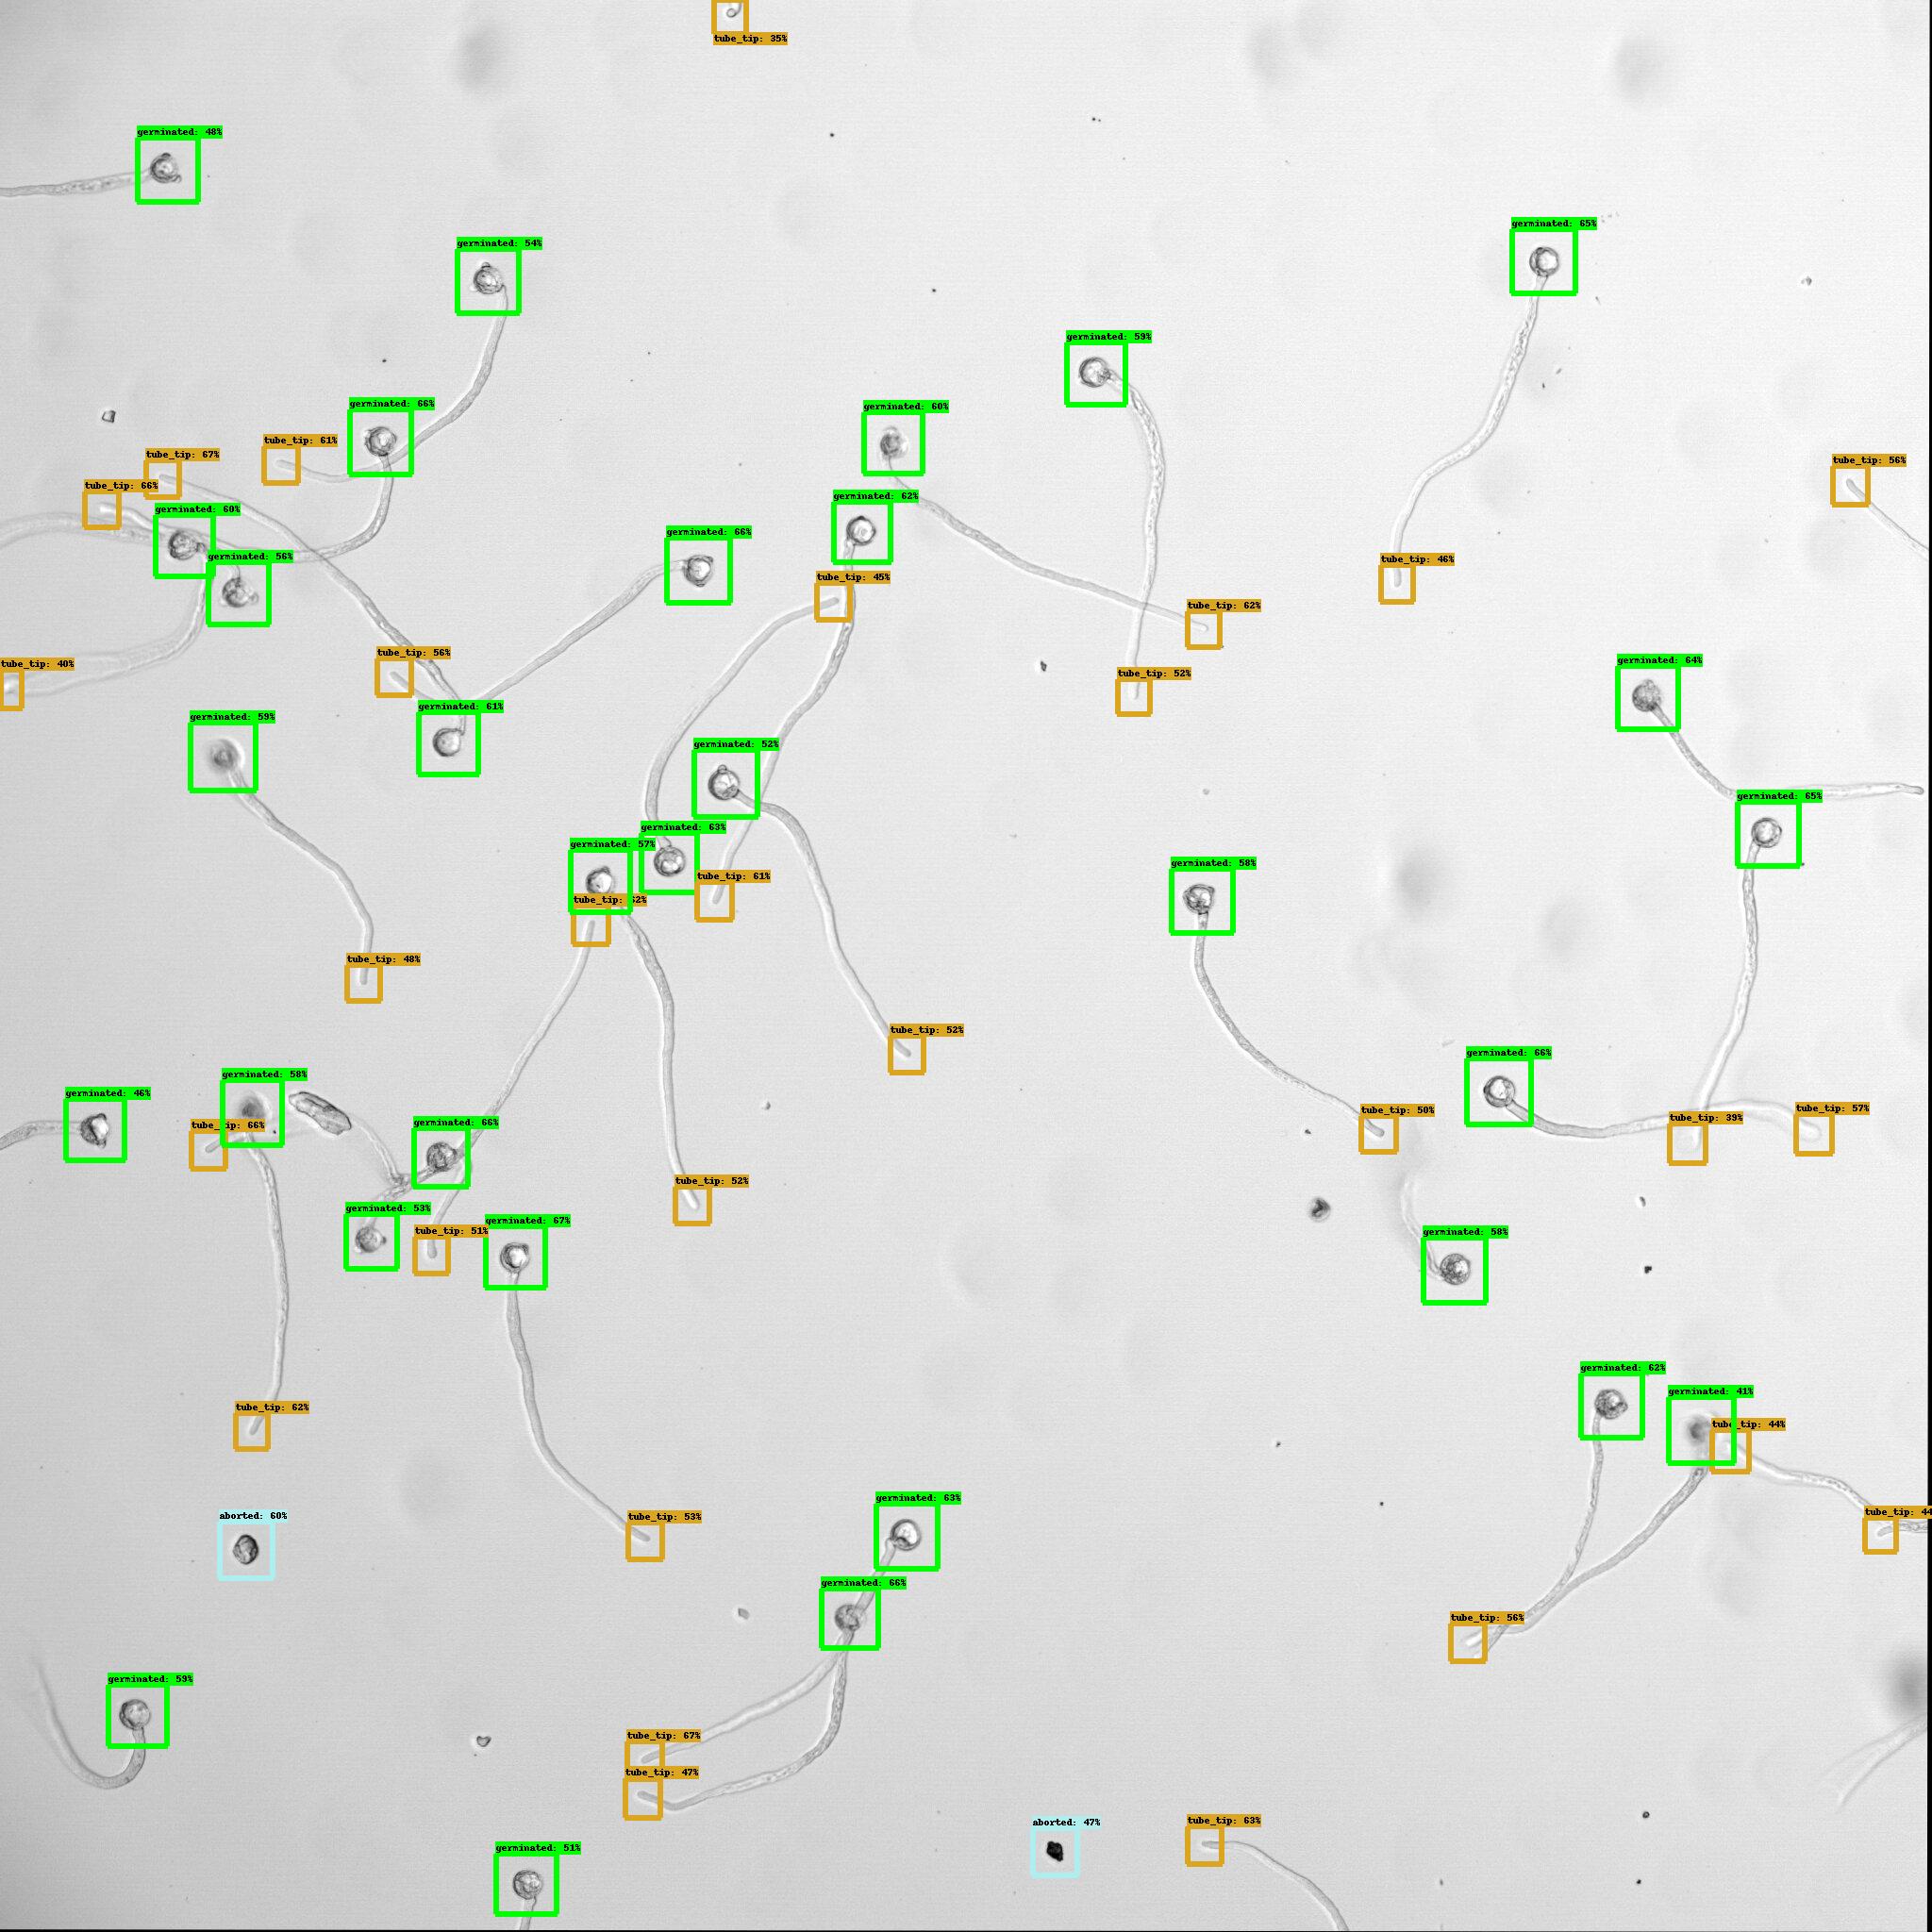 tube_tip: 35%
germinated: 48%
germinated: 65%
germinated: 54%
germinated: 59%
germinated: 66%
germinated: 60%
tube_tip: 61%
tube_tip: 67%
tube_tip: 56%
tube_tip: 66%
germinated: 62%
germinated: 60%
germinated: 66%
germinated: 56%
tube_tip: 46%
tube_tip: 45%
tube_tip: 62%
tube_tip: 56%
germinated: 64%
tube_tip: 40%
tube_tip: 52%
germinated: 61%
germinated: 59%
germinated: 52%
germinated: 65%
germinated: 63%
germinated: 57%
germinated: 58%
tube_tip: 61%
tube_tip: 62%
tube_tip: 48%
tube_tip: 52%
germinated: 66%
germinated: 58%
germinated: 46%
tube_tip: 57%
tube_tip: 50%
tube_tip: 39%
germinated: 66%
tube_tip: 66%
tube_tip: 52%
germinated: 53%
germinated: 67%
tube_tip: 51%
germinated: 58%
germinated: 62%
germinated: 41%
tube_tip: 62%
tube_tip: 44%
germinated: 63%
tube_tip: 44
aborted: 60%
tube_tip: 53%
germinated: 66%
tube_tip: 56%
germinated: 59%
tube_tip: 67%
tube_tip: 47%
tube_tip: 63%
aborted: 47%
germinated: 51%